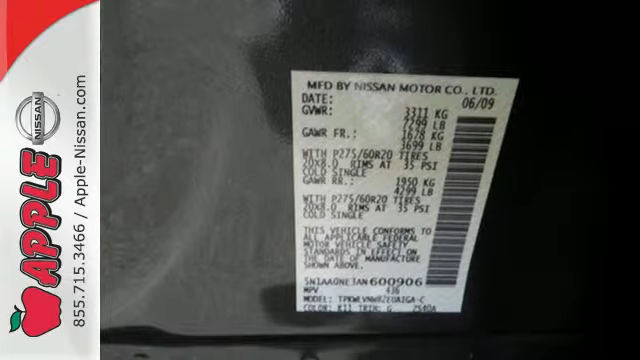 MFD BY NISSAN MOTOR CO., LTD.
DATE: 06/09
GVWR: 3311 KG
7299 LB
GAWR FR.: 1678 KG
3699 LB
WITH P275/60R20 TIRES
20X8.0 RIMS AT 35 PSI
COLD SINGLE
GAWR RR.: 1950 KG
4299 LB
WITH P275/60R20 TIRES
20X8.0 RIMS AT 35 PSI
COLD SINGLE
THIS VEHICLE CONFORMS TO
ALL APPLICABLE FEDERAL
MOTOR VEHICLE SAFETY
STANDARDS IN EFFECT ON
THE DATE OF MANUFACTURE
SHOWN ABOVE.
5N1AA0NE3AN600906
MPV 436
MODEL:
COLOR: K11 TRIM: G
NISSAN
APPLE
855.715.3466 / Apple-Nissan.com